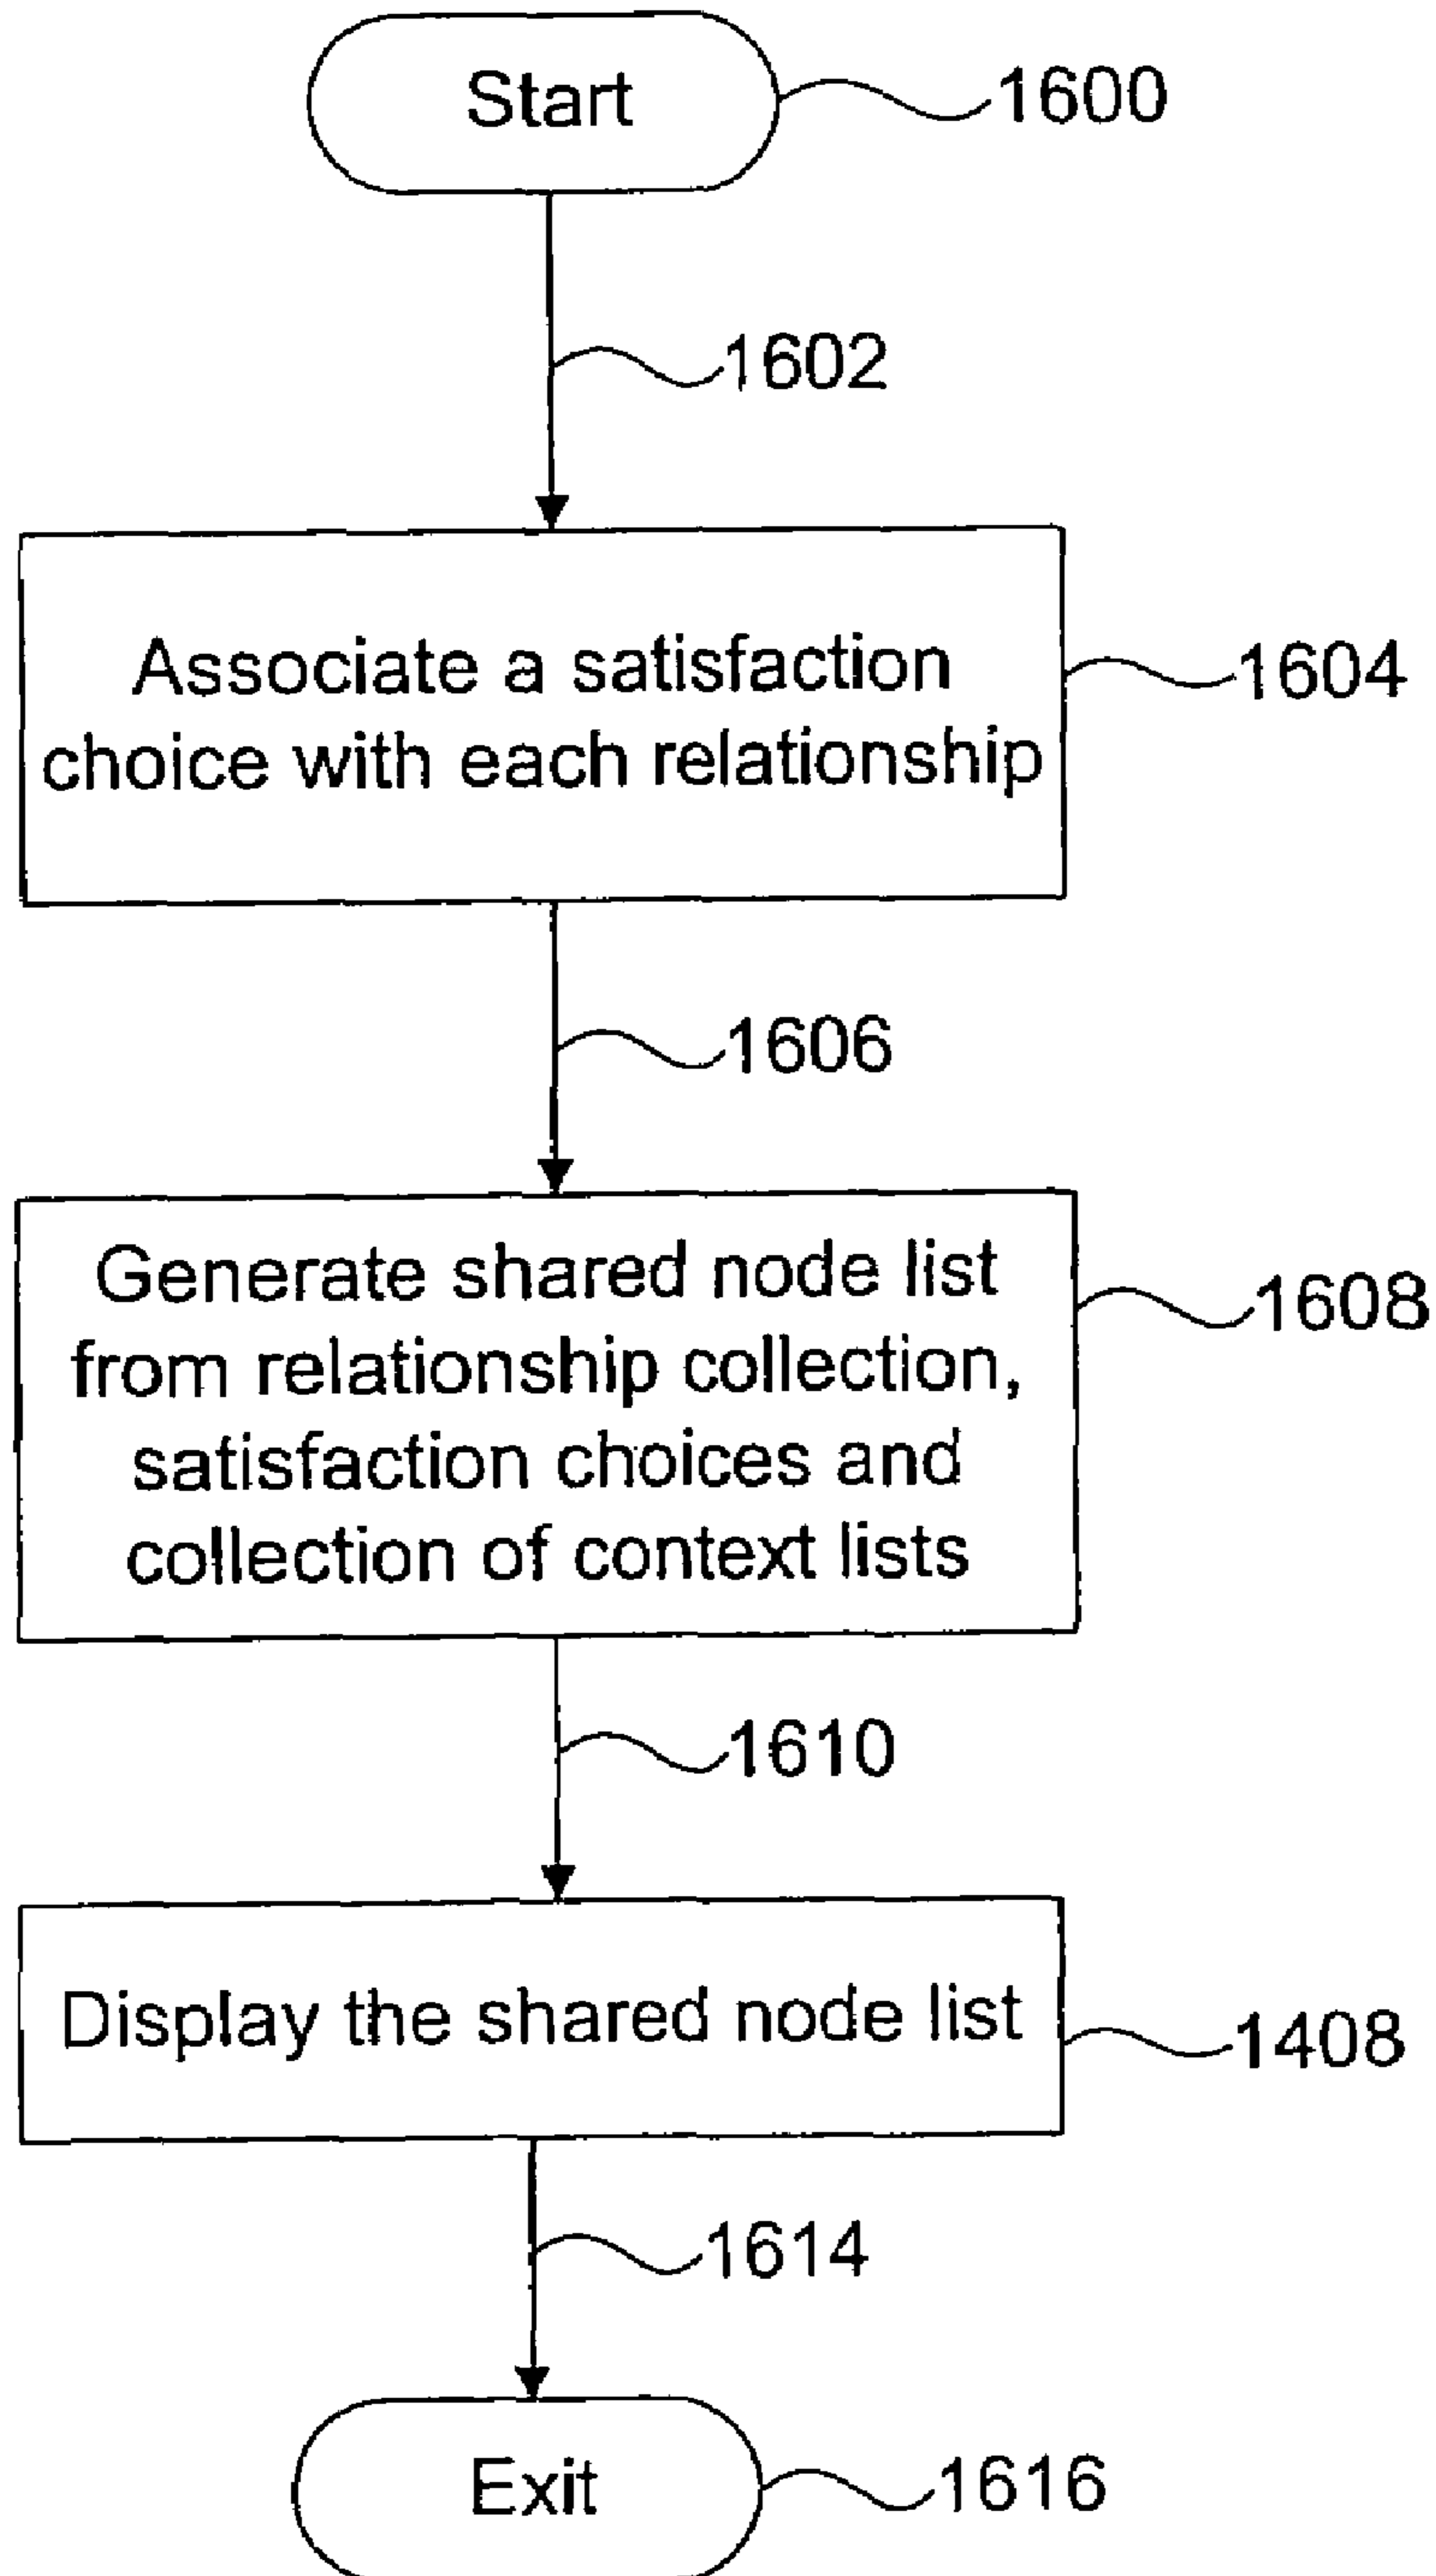 Start
1600
1602
Associate a satisfaction
choice with each relationship
1604
1606
Generate shared node list
from relationship collection,
satisfaction choices and
collection of context lists
1608
1610
Display the shared node list
1408
1614
Exit
1616